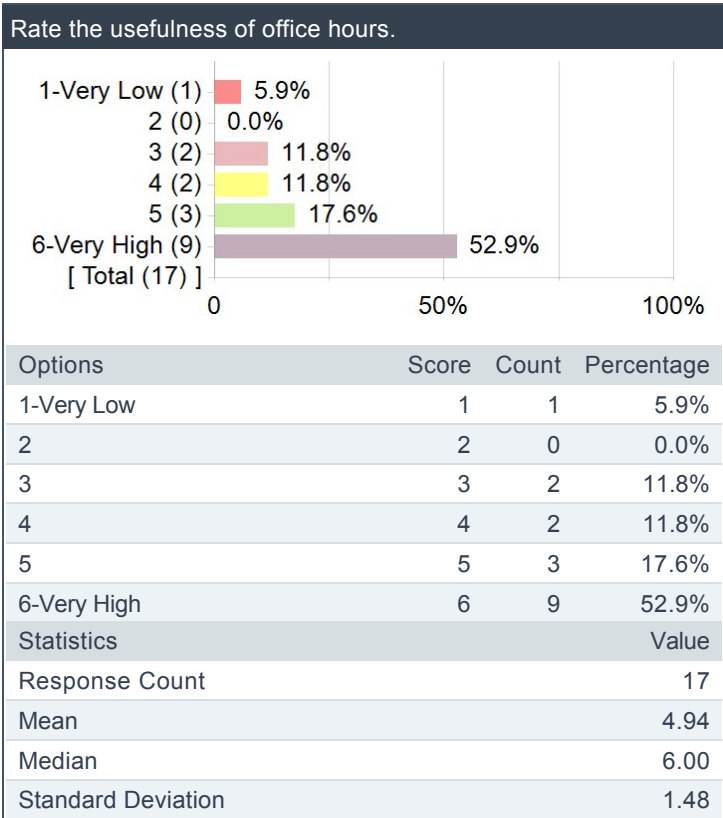 Rate the usefulness of office hours.
1-Very Low (1) 5.9%
2 (0) 0.0%
3 (2) 11.8%
4 (2) 11.8%
5 (3) 17.6%
6-Very High (9) 52.9%
[ Total (17) ]
0 50% 100%
Options Score Count Percentage
1-Very Low 1 1 5.9%
2 2 0 0.0%
3 3 2 11.8%
4 4 2 11.8%
5 5 3 17.6%
6-Very High 6 9 52.9%
Statistics Value
Response Count 17
Mean 4.94
Median 6.00
Standard Deviation 1.48